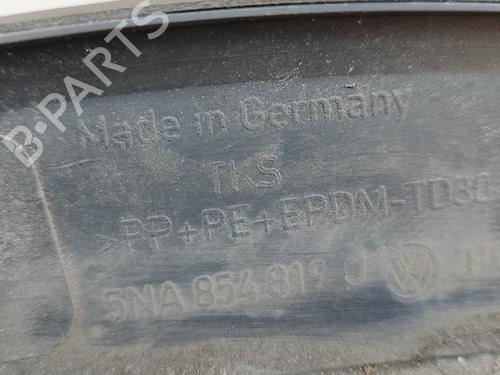 B-PARTS
Made in Germany
TKS
>PP+PE+EPDM-TD30
5NA 854 819